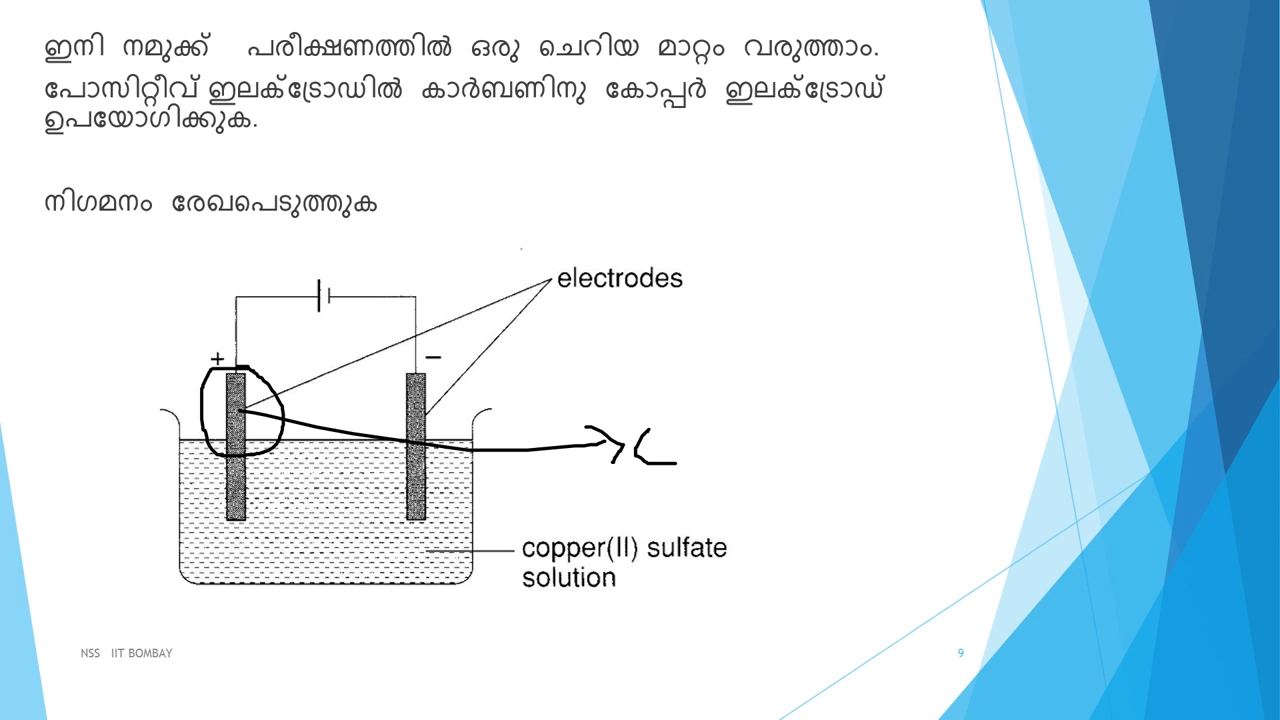 ഇനി നമുക്ക് പരീക്ഷണത്തിൽ ഒരു ചെറിയ മാറ്റം വരുത്താം.
പോസിറ്റീവ് ഇലക്ട്രോഡിൽ കാർബണിനു കോപ്പർ ഇലക്ട്രോഡ്
ഉപയോഗിക്കുക.
നിഗമനം രേഖപെടുത്തുക
electrodes
+
–
copper(II) sulfate
solution
NSS IIT BOMBAY
9